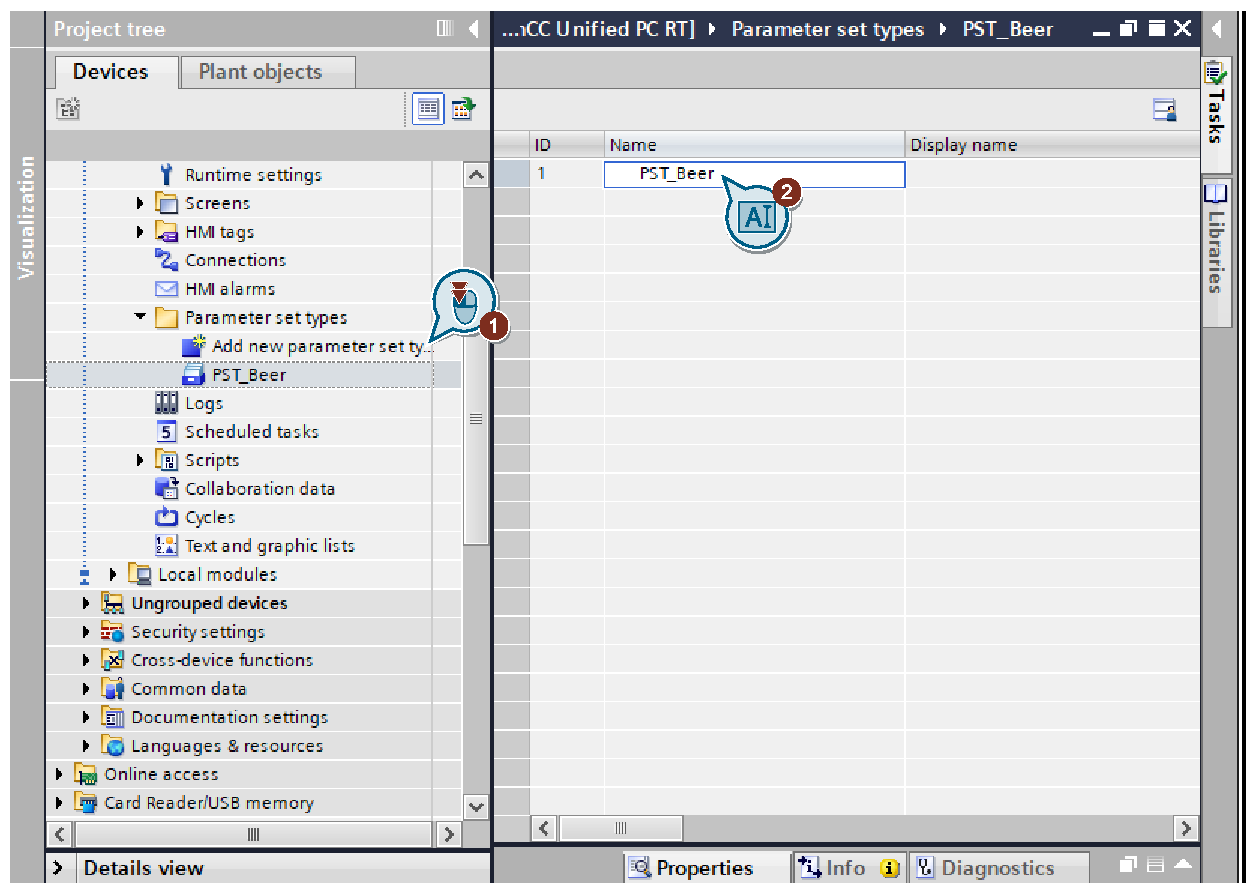 Project tree
...nCC Unified PC RT] Parameter set types PST_Beer
Devices
Plant objects
Visualization
Tasks
Libraries
ID Name Display name
1 PST_Beer
AI
2
Runtime settings
Screens
HMI tags
Connections
HMI alarms
Parameter set types
1
Add new parameter set ty...
PST_Beer
Logs
5 Scheduled tasks
Scripts
Collaboration data
Cycles
Text and graphic lists
Local modules
Ungrouped devices
Security settings
Cross-device functions
Common data
Documentation settings
Languages & resources
Online access
Card Reader/USB memory
Details view
Properties Info Diagnostics